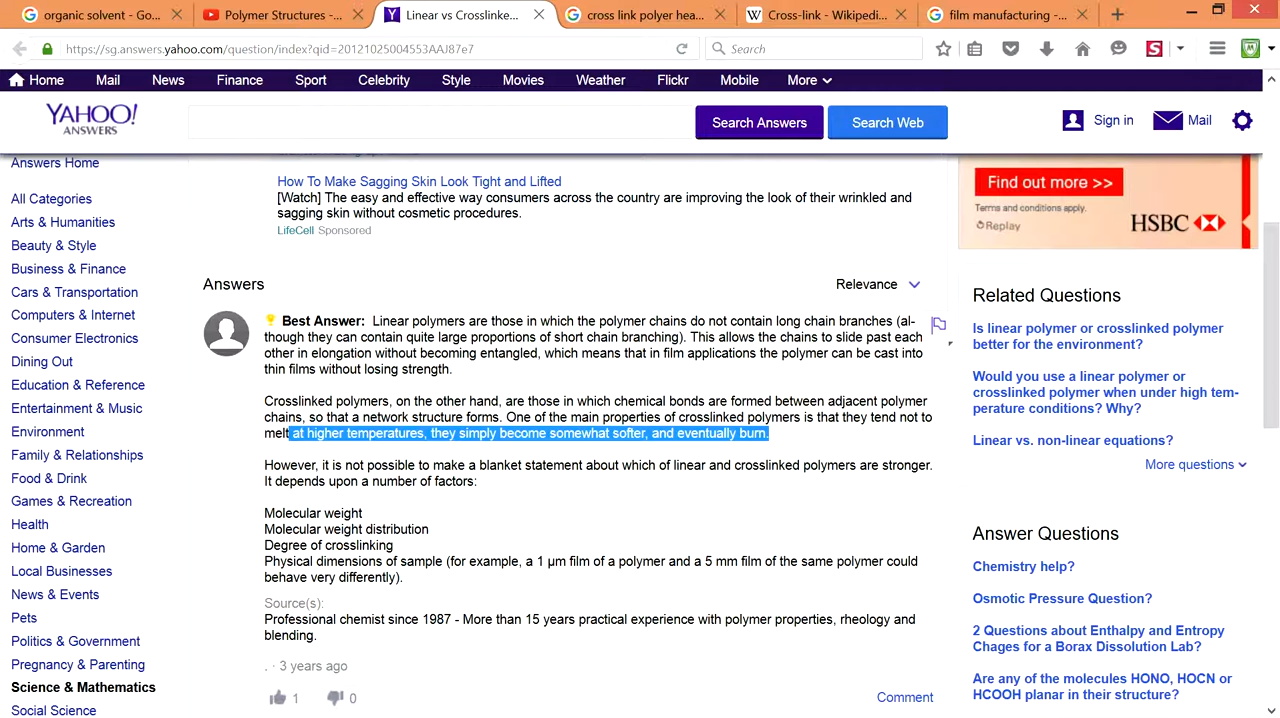 organic solvent - Go...
Polymer Structures -...
Linear vs Crosslinke...
cross link polyer hea...
Cross-link - Wikipedi...
film manufacturing -...
https://sg.answers.yahoo.com/question/index?qid=20121025004553AAJ87e7
Search
Home Mail News Finance Sport Celebrity Style Movies Weather Flickr Mobile More
YAHOO!
ANSWERS
Search Answers
Search Web
Sign in
Mail
Answers Home
All Categories
Arts & Humanities
Beauty & Style
Business & Finance
Cars & Transportation
Computers & Internet
Consumer Electronics
Dining Out
Education & Reference
Entertainment & Music
Environment
Family & Relationships
Food & Drink
Games & Recreation
Health
Home & Garden
Local Businesses
News & Events
Pets
Politics & Government
Pregnancy & Parenting
Science & Mathematics
Social Science
How To Make Sagging Skin Look Tight and Lifted
[Watch] The easy and effective way consumers across the country are improving the look of their wrinkled and
sagging skin without cosmetic procedures.
LifeCell Sponsored
Answers
Relevance
Best Answer: Linear polymers are those in which the polymer chains do not contain long chain branches (al-
though they can contain quite large proportions of short chain branching). This allows the chains to slide past each
other in elongation without becoming entangled, which means that in film applications the polymer can be cast into
thin films without losing strength.
Crosslinked polymers, on the other hand, are those in which chemical bonds are formed between adjacent polymer
chains, so that a network structure forms. One of the main properties of crosslinked polymers is that they tend not to
melt at higher temperatures, they simply become somewhat softer, and eventually burn.
However, it is not possible to make a blanket statement about which of linear and crosslinked polymers are stronger.
It depends upon a number of factors:
Molecular weight
Molecular weight distribution
Degree of crosslinking
Physical dimensions of sample (for example, a 1 µm film of a polymer and a 5 mm film of the same polymer could
behave very differently).
Source(s):
Professional chemist since 1987 - More than 15 years practical experience with polymer properties, rheology and
blending.
. · 3 years ago
1
0
Comment
Find out more >>
Terms and conditions apply.
Replay
HSBC
Related Questions
Is linear polymer or crosslinked polymer
better for the environment?
Would you use a linear polymer or
crosslinked polymer when under high tem-
perature conditions? Why?
Linear vs. non-linear equations?
More questions
Answer Questions
Chemistry help?
Osmotic Pressure Question?
2 Questions about Enthalpy and Entropy
Chages for a Borax Dissolution Lab?
Are any of the molecules HONO, HOCN or
HCOOH planar in their structure?